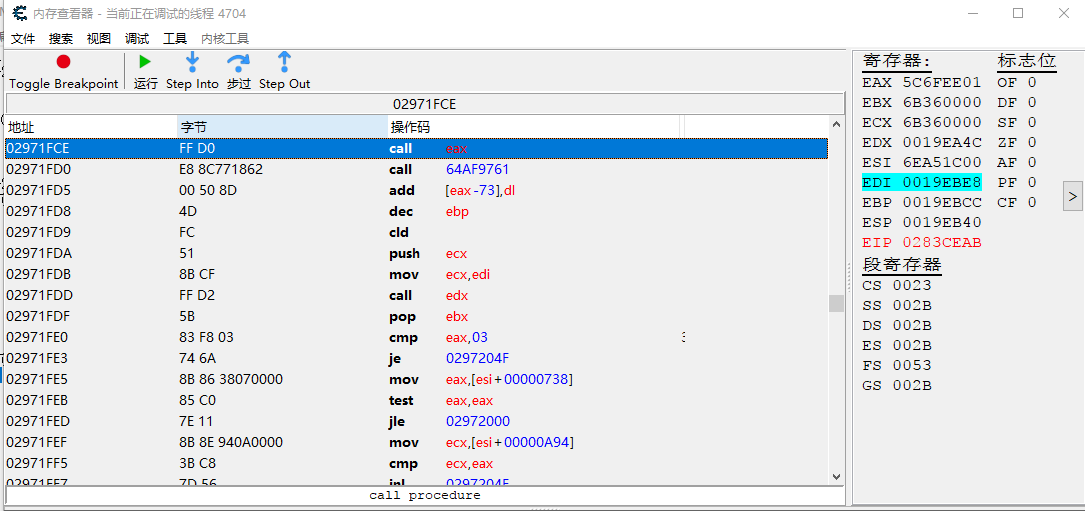 内存查看器 - 当前正在调试的线程 4704
文件 搜索 视图 调试 工具 内核工具
Toggle Breakpoint 运行 Step Into 步过 Step Out
02971FCE
地址 字节 操作码
02971FCE FF D0 call eax
02971FD0 E8 8C771862 call 64AF9761
02971FD5 00 50 8D add [eax-73],dl
02971FD8 4D dec ebp
02971FD9 FC cld
02971FDA 51 push ecx
02971FDB 8B CF mov ecx,edi
02971FDD FF D2 call edx
02971FDF 5B pop ebx
02971FE0 83 F8 03 cmp eax,03 3
02971FE3 74 6A je 0297204F
02971FE5 8B 86 38070000 mov eax,[esi+00000738]
02971FEB 85 C0 test eax,eax
02971FED 7E 11 jle 02972000
02971FEF 8B 8E 940A0000 mov ecx,[esi+00000A94]
02971FF5 3B C8 cmp ecx,eax
02971FF7 7D 56 jnl 0297204F
call procedure
寄存器: 标志位
EAX 5C6FEE01 OF 0
EBX 6B360000 DF 0
ECX 6B360000 SF 0
EDX 0019EA4C ZF 0
ESI 6EA51C00 AF 0
EDI 0019EBE8 PF 0
EBP 0019EBCC CF 0
ESP 0019EB40
EIP 0283CEAB
段寄存器
CS 0023
SS 002B
DS 002B
ES 002B
FS 0053
GS 002B
>